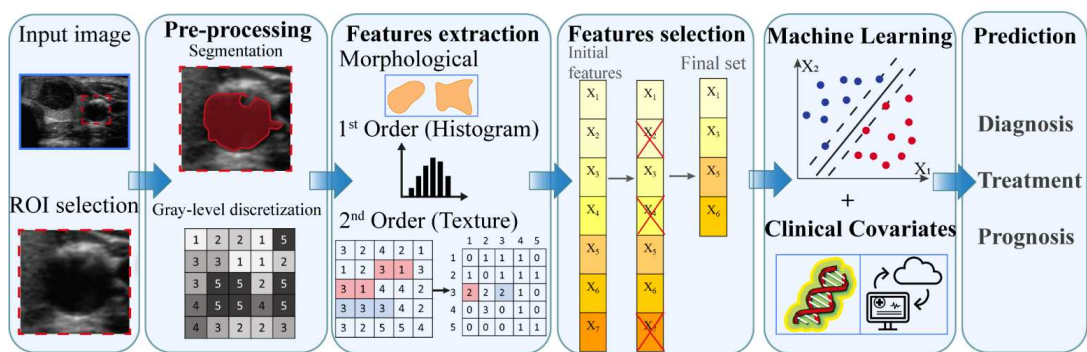 Input image
ROI selection
Pre-processing
Segmentation
Gray-level discretization
1 2 2 1 5
3 3 1 1 2
3 5 5 2 5
4 5 5 4 5
4 3 2 2 3
Features extraction
Morphological
1st Order (Histogram)
2nd Order (Texture)
3 2 4 2 1
1 2 3 1 3
3 1 4 4 2
3 3 3 4 2
3 2 5 5 4
1 2 3 4 5
1 0 1 1 1 0
2 1 0 1 1 1
3 2 2 2 1 0
4 0 3 0 1 0
5 0 0 0 1 1
Features selection
Initial
features
X1
X2
X3
X4
X5
X6
X7
X1
X2
X3
X4
X5
X6
X7
Final set
X1
X3
X5
X6
Machine Learning
X2
X1
+
Clinical Covariates
Prediction
Diagnosis
Treatment
Prognosis